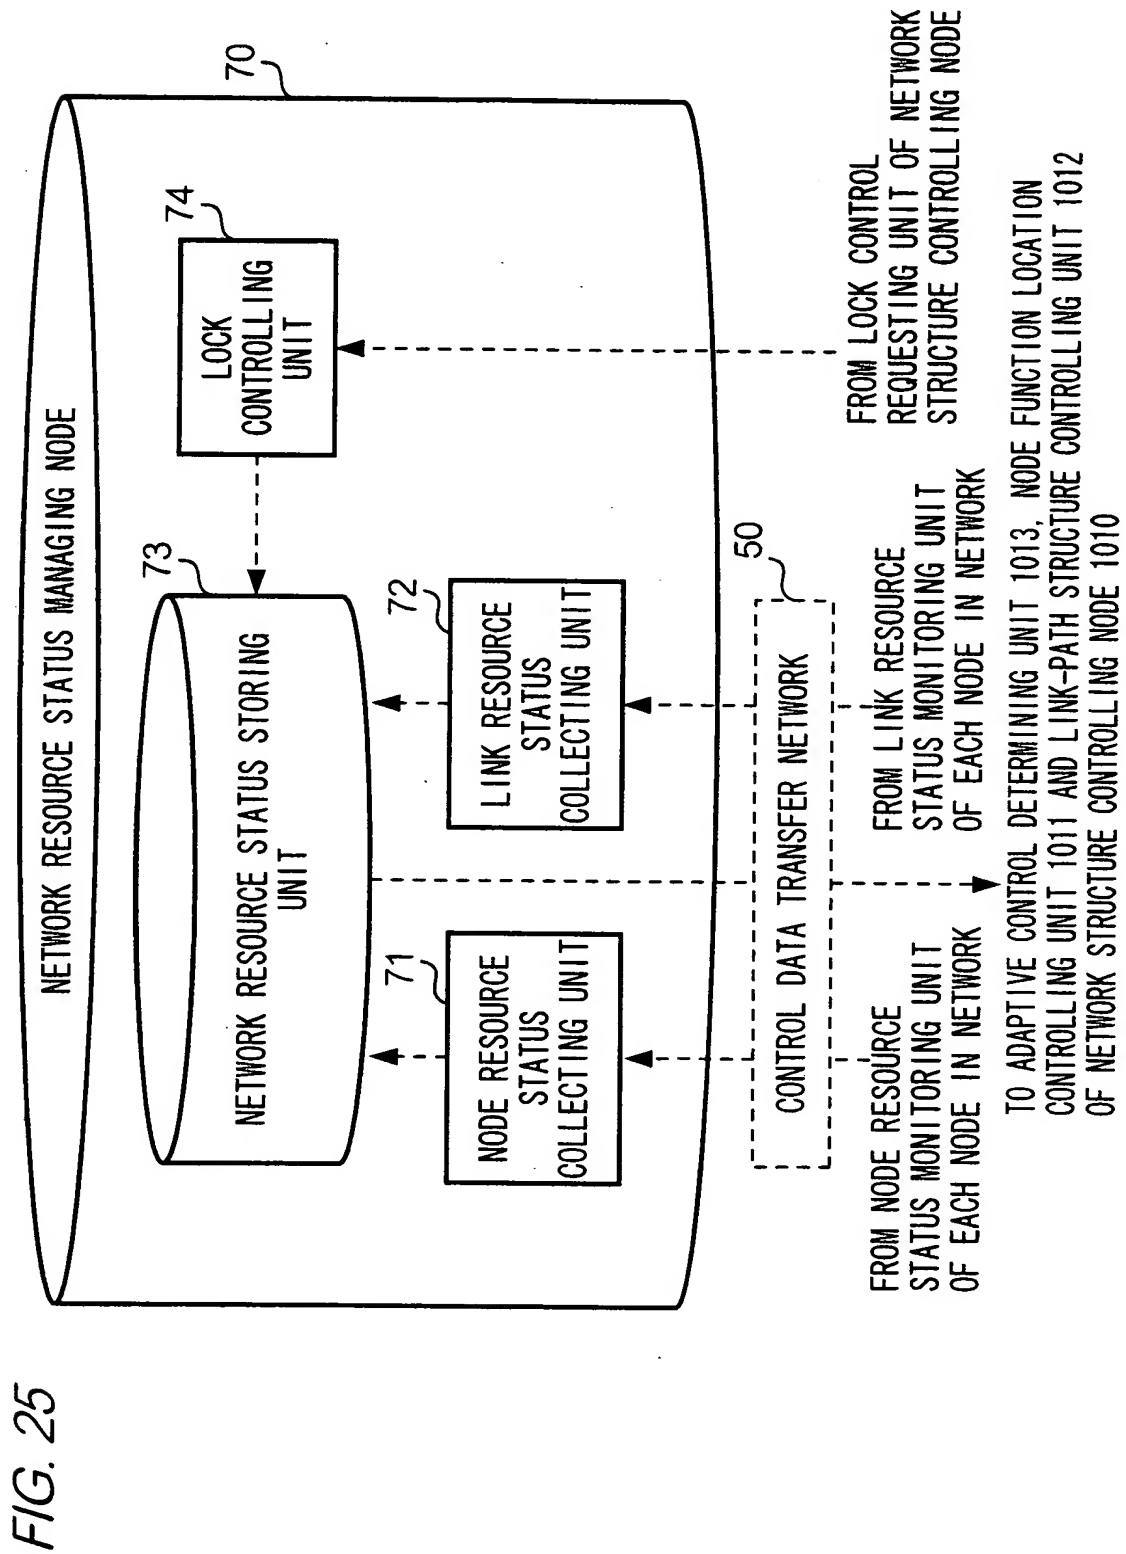 FIG. 25
NETWORK RESOURCE STATUS MANAGING NODE
70
73
NETWORK RESOURCE STATUS STORING
UNIT
74
LOCK
CONTROLLING
UNIT
71
NODE RESOURCE
STATUS
COLLECTING UNIT
72
LINK RESOURCE
STATUS
COLLECTING UNIT
50
CONTROL DATA TRANSFER NETWORK
FROM NODE RESOURCE
STATUS MONITORING UNIT
OF EACH NODE IN NETWORK
FROM LINK RESOURCE
STATUS MONITORING UNIT
OF EACH NODE IN NETWORK
FROM LOCK CONTROL
REQUESTING UNIT OF NETWORK
STRUCTURE CONTROLLING NODE
TO ADAPTIVE CONTROL DETERMINING UNIT 1013, NODE FUNCTION LOCATION
CONTROLLING UNIT 1011 AND LINK-PATH STRUCTURE CONTROLLING UNIT 1012
OF NETWORK STRUCTURE CONTROLLING NODE 1010